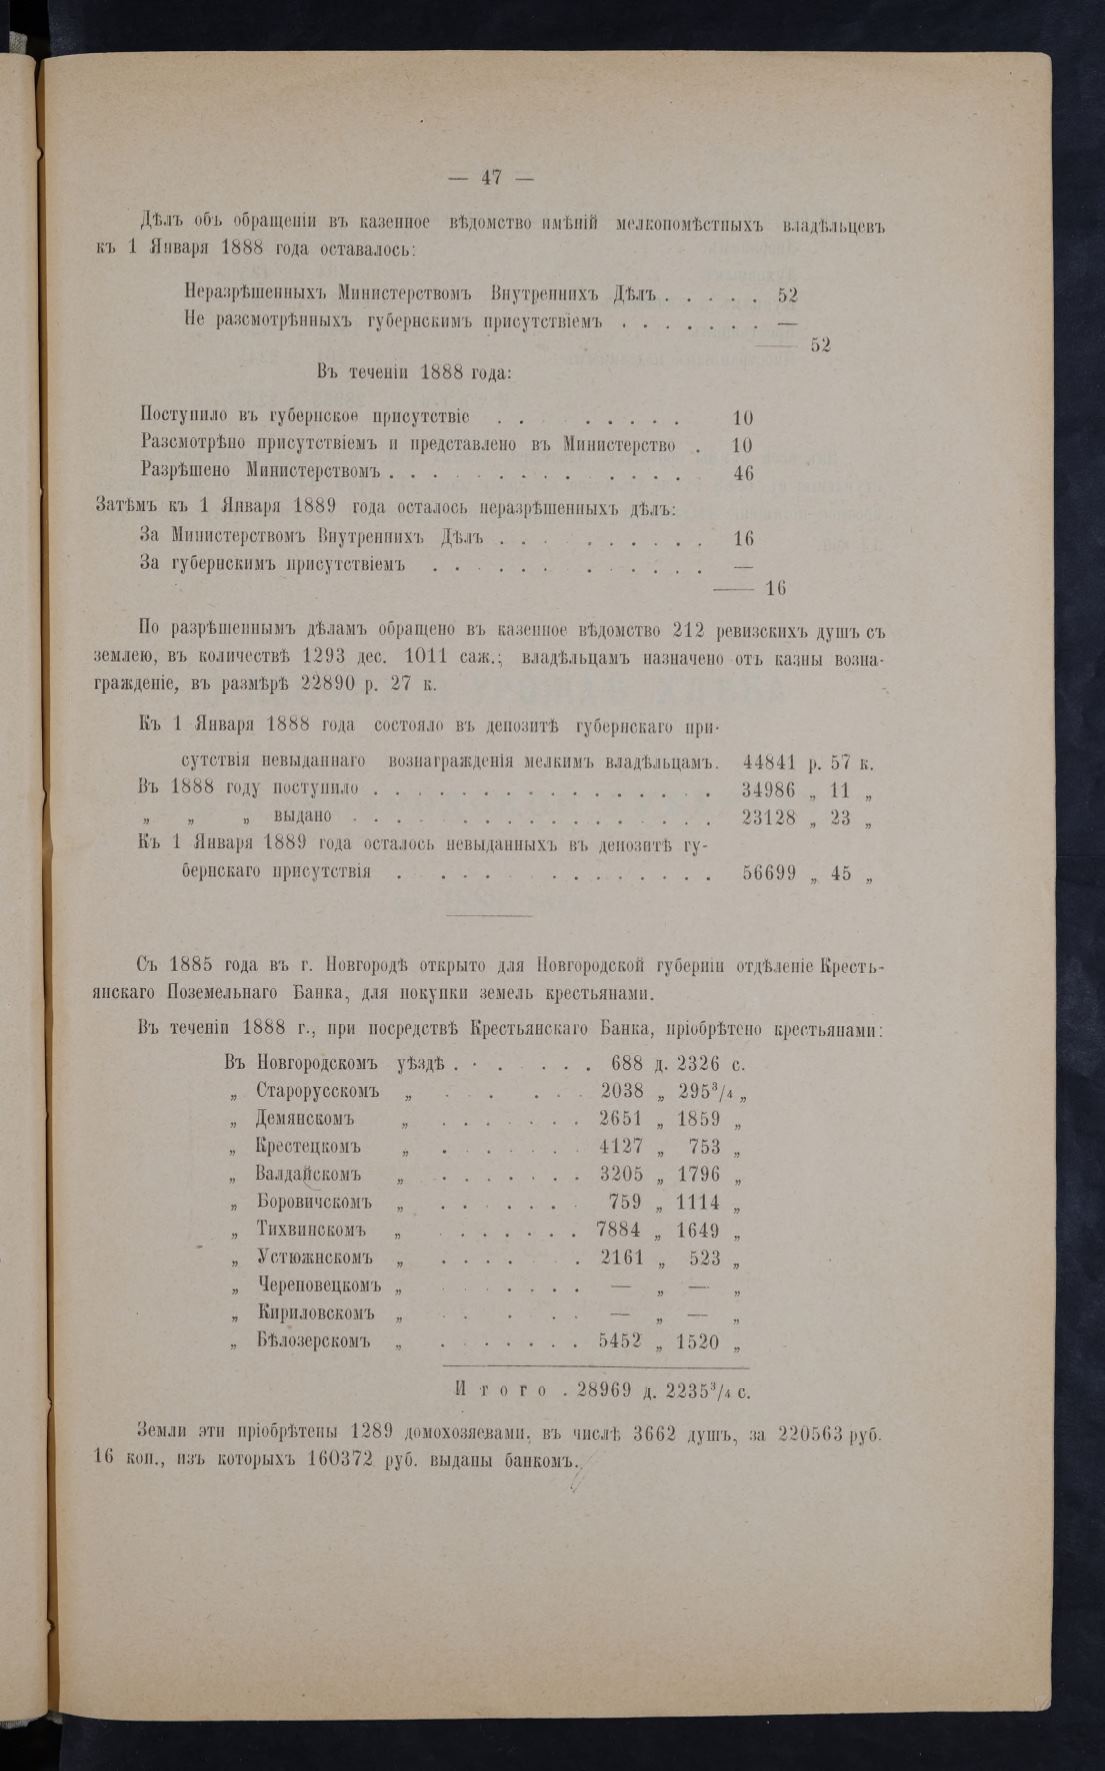 — 47 —
Дѣлъ объ обращеніи въ казенное вѣдомство имѣній мелкопомѣстныхъ владѣльцевъ
къ 1 Января 1888 года оставалось:
Неразрѣшенныхъ Министерствомъ Внутреннихъ Дѣлъ . . . . . 52
Не разсмотрѣнныхъ губернскимъ присутствіемъ . . . . . . . —
—— 52
Въ теченіи 1888 года:
Поступило въ губернское присутствіе . . . . . . . 10
Разсмотрѣно присутствіемъ и представлено въ Министерство . 10
Разрѣшено Министерствомъ . . . . . . . . . . . 46
Затѣмъ къ 1 Января 1889 года осталось неразрѣшенныхъ дѣлъ:
За Министерствомъ Внутреннихъ Дѣлъ . . . . . . . . . 16
За губернскимъ присутствіемъ . . . . . . . . . . . —
—— 16
По разрѣшеннымъ дѣламъ обращено въ казенное вѣдомство 212 ревизскихъ душъ съ
землею, въ количествѣ 1293 дес. 1011 саж.; владѣльцамъ назначено отъ казны возна-
гражденіе, въ размѣрѣ 22890 р. 27 к.
Къ 1 Января 1888 года состояло въ депозитѣ губернскаго при-
сутствія невыданнаго вознагражденія мелкимъ владѣльцамъ. 44841 р. 57 к.
Въ 1888 году поступило . . . . . . . . . . . . . . . 34986 „ 11 „
„ „ „ выдано . . . . . . . . . . . . . . . 23128 „ 23 „
Къ 1 Января 1889 года осталось невыданныхъ въ депозитѣ гу-
бернскаго присутствія . . . . . . . . . . . . 56699 „ 45 „
Съ 1885 года въ г. Новгородѣ открыто для Новгородской губерніи отдѣленіе Кресть-
янскаго Поземельнаго Банка, для покупки земель крестьянами.
Въ теченіи 1888 г., при посредствѣ Крестьянскаго Банка, пріобрѣтено крестьянами:
Въ Новгородскомъ уѣздѣ . . . . . . . 688 д. 2326 с.
„ Старорусскомъ „ . . . . . . 2038 „ 295³/₄ „
„ Демянскомъ „ . . . . . . . 2651 „ 1859 „
„ Крестецкомъ „ . . . . . . . 4127 „ 753 „
„ Валдайскомъ „ . . . . . . . 3205 „ 1796 „
„ Боровичскомъ „ . . . . . . . 759 „ 1114 „
„ Тихвинскомъ „ . . . . . . . 7884 „ 1649 „
„ Устюжнскомъ „ . . . . . 2161 „ 523 „
„ Череповецкомъ „ . . . . . . — „ — „
„ Кириловскомъ „ . . . . . — „ — „
„ Бѣлозерскомъ „ . . . . . . . 5452 „ 1520 „
Итого . 28969 д. 2235³/₄ с.
Земли эти пріобрѣтены 1289 домохозяевами, въ числѣ 3662 душъ, за 220563 руб.
16 коп., изъ которыхъ 160372 руб. выданы банкомъ.